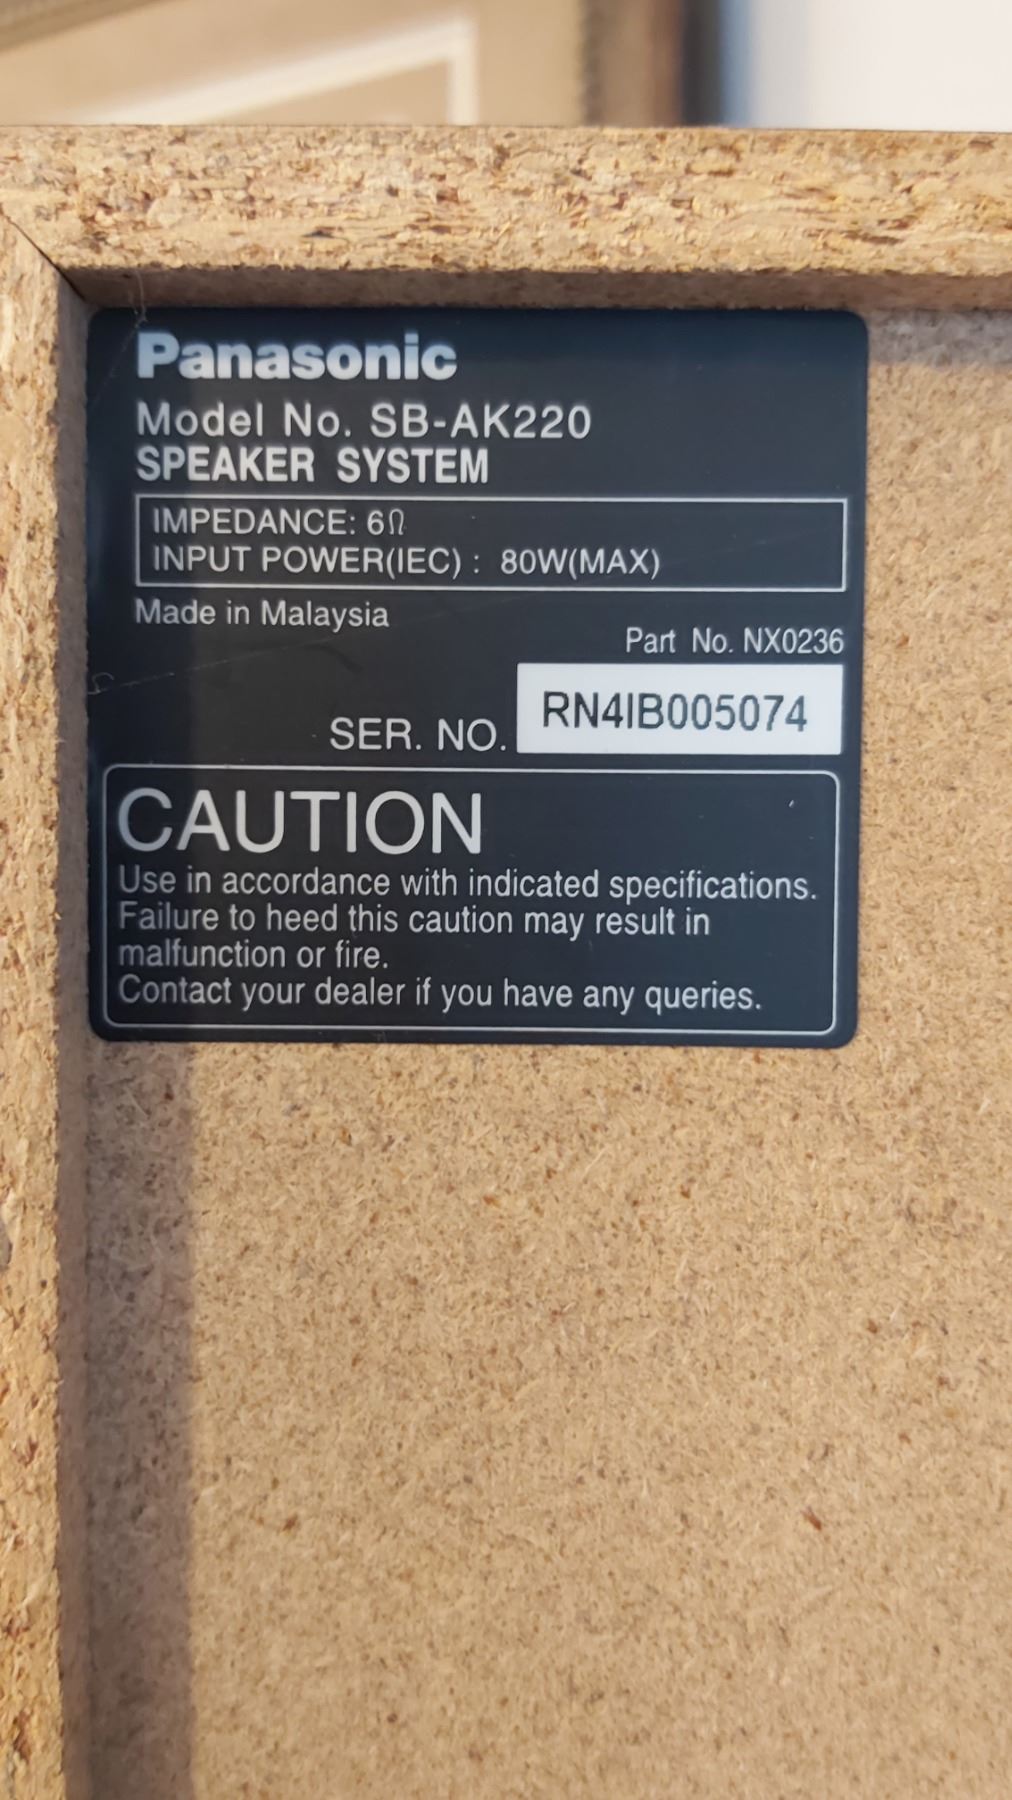 Panasonic
Model No. SB-AK220
SPEAKER SYSTEM
IMPEDANCE: 6Ω
INPUT POWER(IEC) : 80W(MAX)
Made in Malaysia
Part No. NX0236
SER. NO. RN4IB005074
CAUTION
Use in accordance with indicated specifications.
Failure to heed this caution may result in
malfunction or fire.
Contact your dealer if you have any queries.